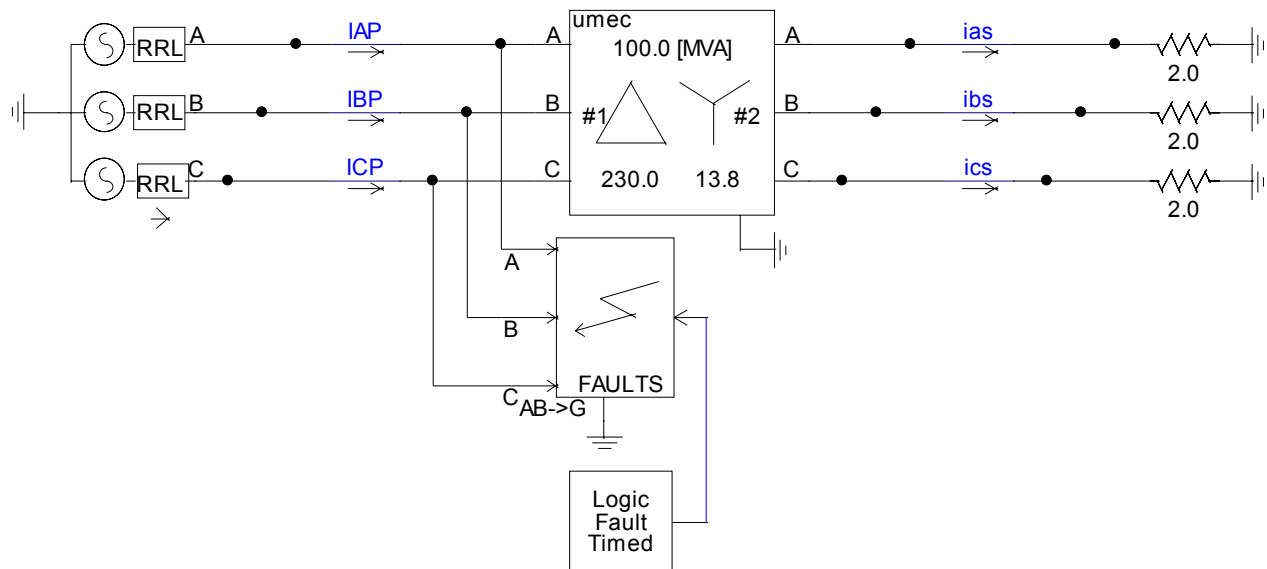 umec
RRL A IAP A 100.0 [MVA] A ias
2.0
RRL B IBP B #1 #2 B ibs
2.0
RRL C ICP C 230.0 13.8 C ics
2.0
A
B
C
FAULTS
AB->G
Logic
Fault
Timed